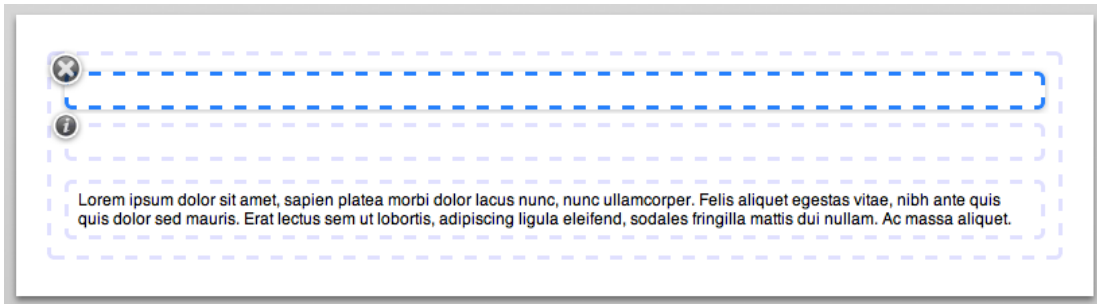 i
Lorem ipsum dolor sit amet, sapien platea morbi dolor lacus nunc, nunc ullamcorper. Felis aliquet egestas vitae, nibh ante quis
quis dolor sed mauris. Erat lectus sem ut lobortis, adipiscing ligula eleifend, sodales fringilla mattis dui nullam. Ac massa aliquet.